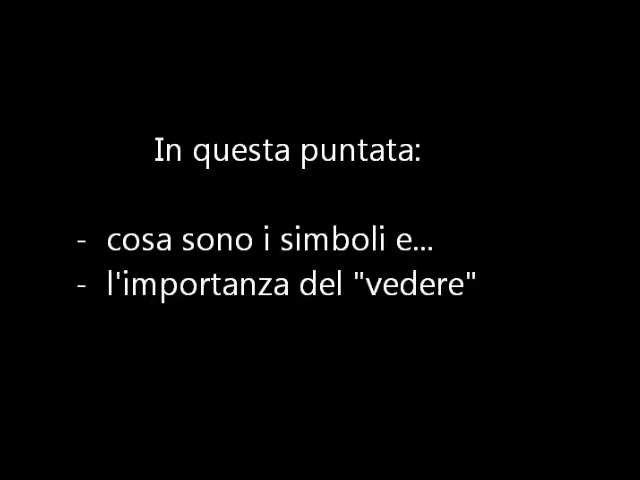 In questa puntata:
- cosa sono i simboli e...
- l'importanza del "vedere"